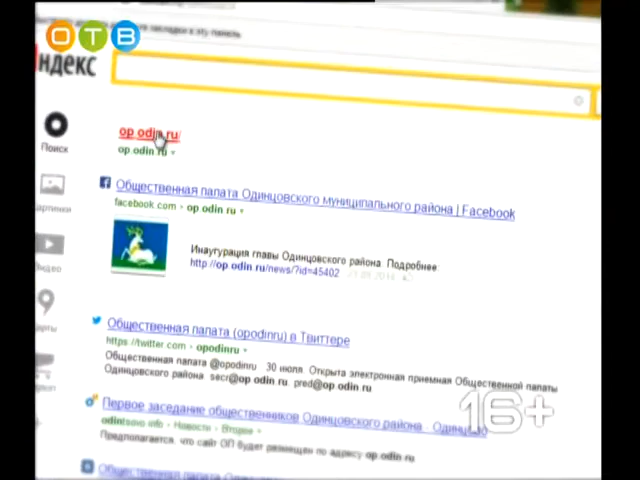 ОТВ
закладки в эту панель
ндекс
op odin ru
op odin ru
Поиск
Общественная палата Одинцовского муниципального района | Facebook
facebook.com › op odin ru
Инаугурация главы Одинцовского района. Подробнее
http://op odin ru/news/?id=45402
Общественная палата (opodinru) в Твиттере
https://twitter.com › opodinru
Общественная палата @opodinru 30 июля. Открыта электронная приемная Общественной палаты
Одинцовского района secr@op odin ru, pred@op odin ru
Первое заседание общественников Одинцовского района - Одинцово
Новости
Предполагается, что сайт ОП будет размещен по адресу op odin ru
16+